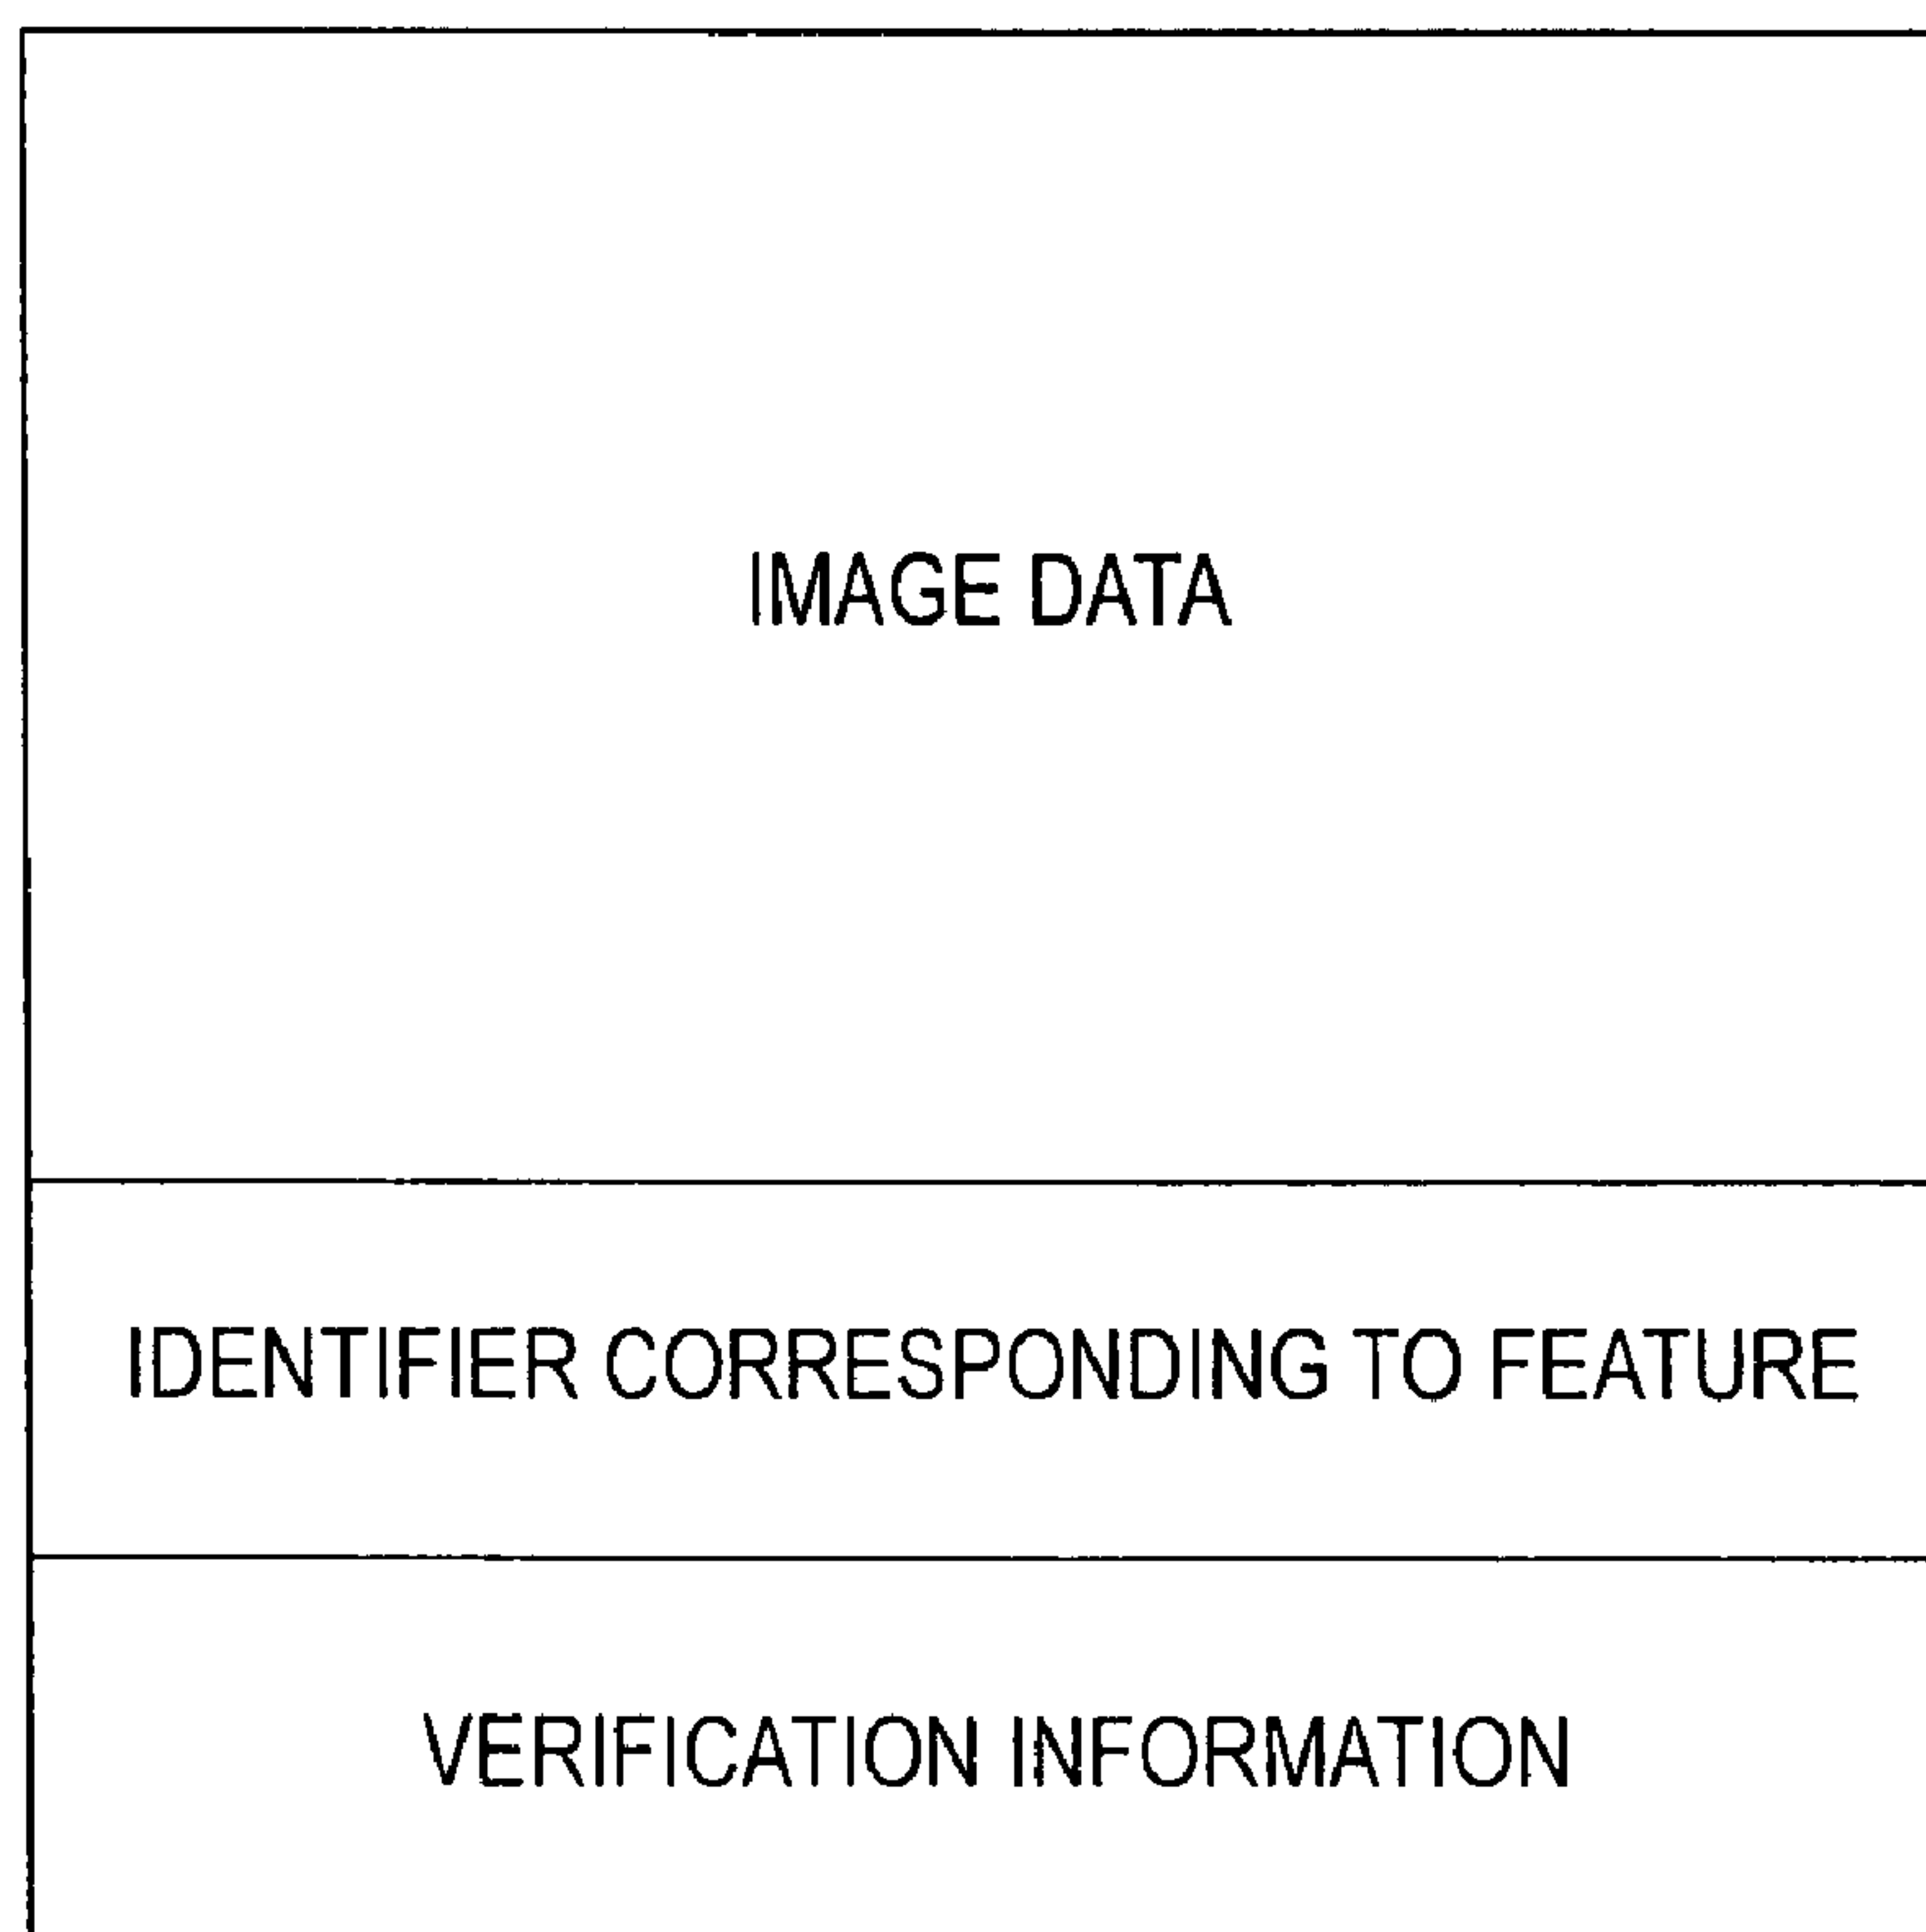 IMAGE DATA
IDENTIFIER CORRESPONDING TO FEATURE
VERIFICATION INFORMATION